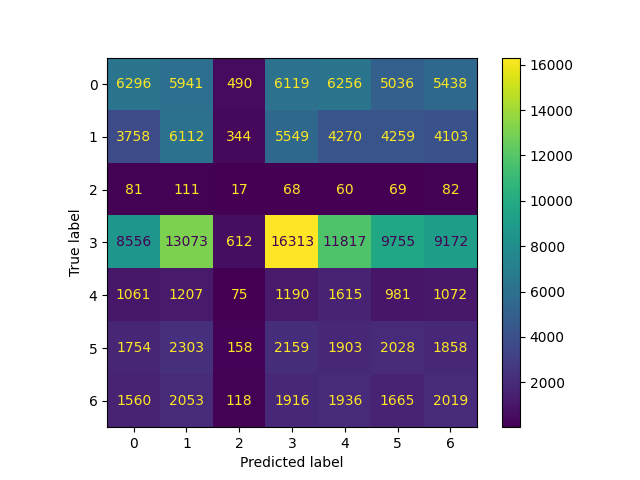 0 6296 5941 490 6119 6256 5036 5438
1 3758 6112 344 5549 4270 4259 4103
2 81 111 17 68 60 69 82
3 8556 13073 612 16313 11817 9755 9172
4 1061 1207 75 1190 1615 981 1072
5 1754 2303 158 2159 1903 2028 1858
6 1560 2053 118 1916 1936 1665 2019
0 1 2 3 4 5 6
Predicted label
True label
16000
14000
12000
10000
8000
6000
4000
2000